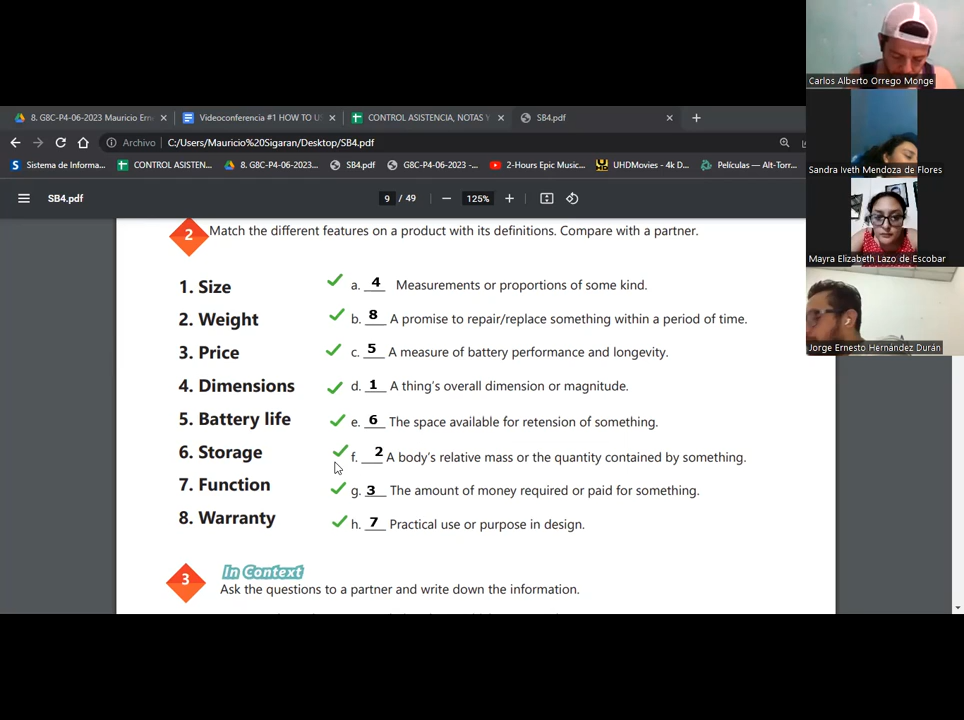 8. G8C-P4-06-2023 Mauricio Ern
Videoconferencia #1 HOW TO U
CONTROL ASISTENCIA, NOTAS Y
SB4.pdf
Archivo
C:/Users/Mauricio%20Sigaran/Desktop/SB4.pdf
Sistema de Informa...
CONTROL ASISTEN...
8. G8C-P4-06-2023...
SB4.pdf
G8C-P4-06-2023 -...
2-Hours Epic Music...
UHDMovies - 4k D...
Películas — Alt-Torr...
SB4.pdf
9 / 49
125%
2
Match the different features on a product with its definitions. Compare with a partner.
1. Size
a. 4 Measurements or proportions of some kind.
2. Weight
b. 8 A promise to repair/replace something within a period of time.
3. Price
c. 5 A measure of battery performance and longevity.
4. Dimensions
d. 1 A thing's overall dimension or magnitude.
5. Battery life
e. 6 The space available for retention of something.
6. Storage
f. 2 A body's relative mass or the quantity contained by something.
7. Function
g. 3 The amount of money required or paid for something.
8. Warranty
h. 7 Practical use or purpose in design.
3
In Context
Ask the questions to a partner and write down the information.
Carlos Alberto Orrego Monge
Sandra Iveth Mendoza de Flores
Mayra Elizabeth Lazo de Escobar
Jorge Ernesto Hernández Durán